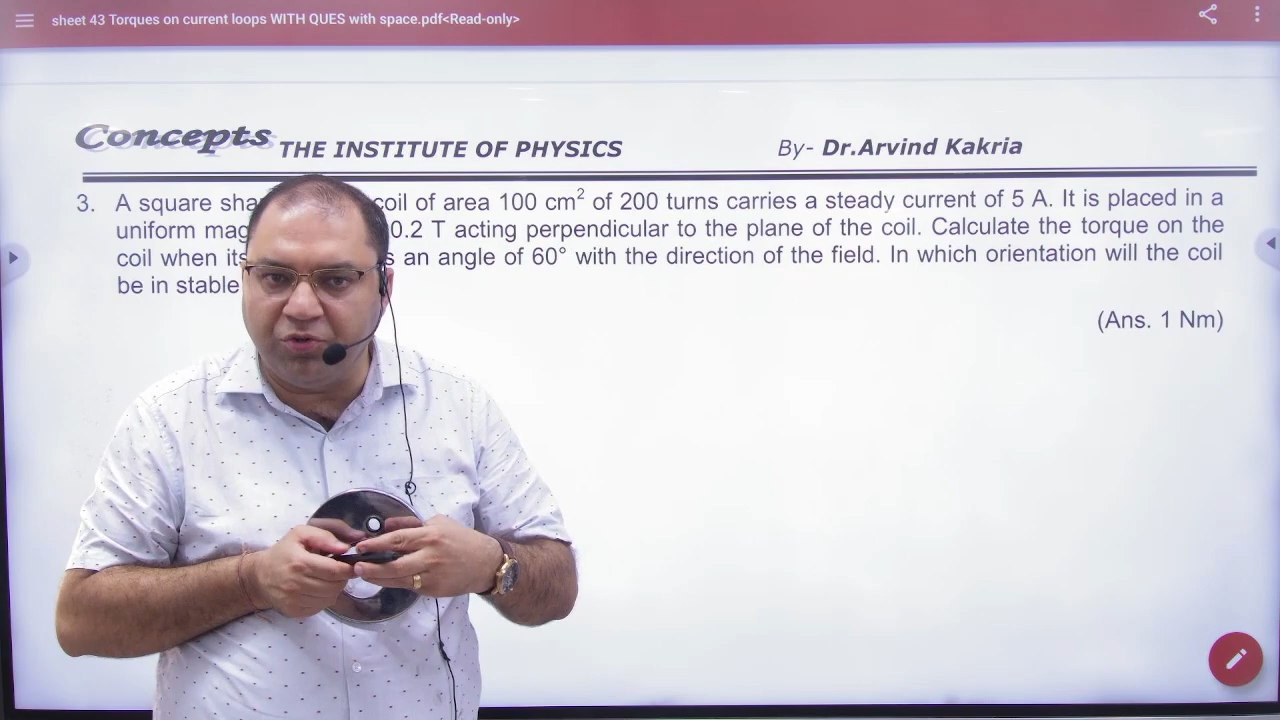 sheet 43 Torques on current loops WITH QUES with space.pdf<Read-only>
Concepts THE INSTITUTE OF PHYSICS By- Dr.Arvind Kakria
3. A square sha coil of area 100 cm² of 200 turns carries a steady current of 5 A. It is placed in a
uniform mag 0.2 T acting perpendicular to the plane of the coil. Calculate the torque on the
coil when its s an angle of 60° with the direction of the field. In which orientation will the coil
be in stable
(Ans. 1 Nm)